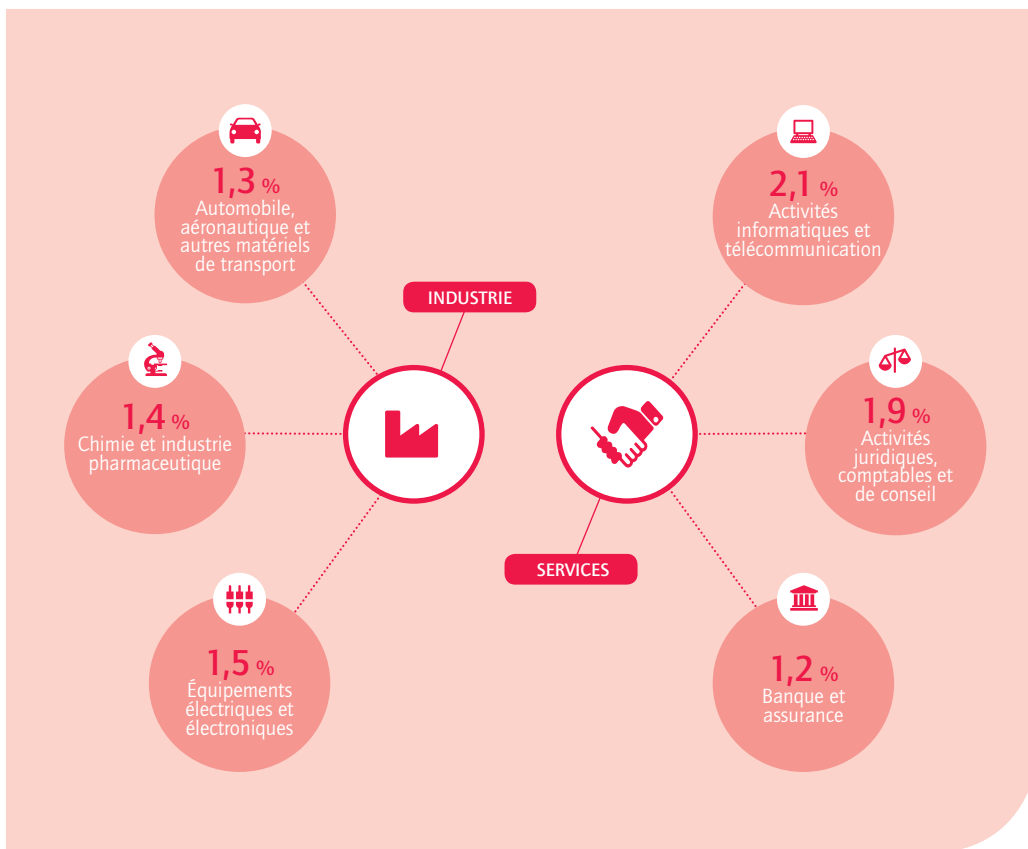 1,3 %
Automobile,
aéronautique et
autres matériels
de transport
INDUSTRIE
1,4 %
Chimie et industrie
pharmaceutique
1,5 %
Équipements
électriques et
électroniques
2,1 %
Activités
informatiques et
télécommunication
1,9 %
Activités
juridiques,
comptables et
de conseil
SERVICES
1,2 %
Banque et
assurance